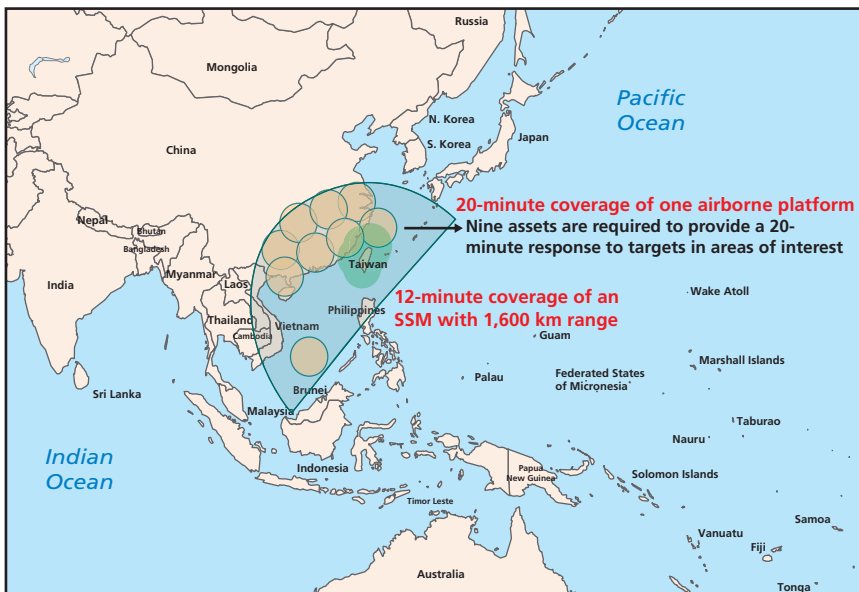 Russia
Mongolia
Pacific
Ocean
N. Korea
S. Korea
Japan
China
20-minute coverage of one airborne platform
Nine assets are required to provide a 20-
minute response to targets in areas of interest
Nepal
Bhutan
Bangladesh
Taiwan
India
Myanmar
Laos
12-minute coverage of an
SSM with 1,600 km range
Wake Atoll
Philippines
Thailand
Vietnam
Cambodia
Guam
Marshall Islands
Palau
Federated States
of Micronesia
Sri Lanka
Brunei
Malaysia
Taburao
Nauru
Indian
Ocean
Indonesia
Papua
New Guinea
Solomon Islands
Timor Leste
Samoa
Vanuatu
Fiji
Australia
Tonga